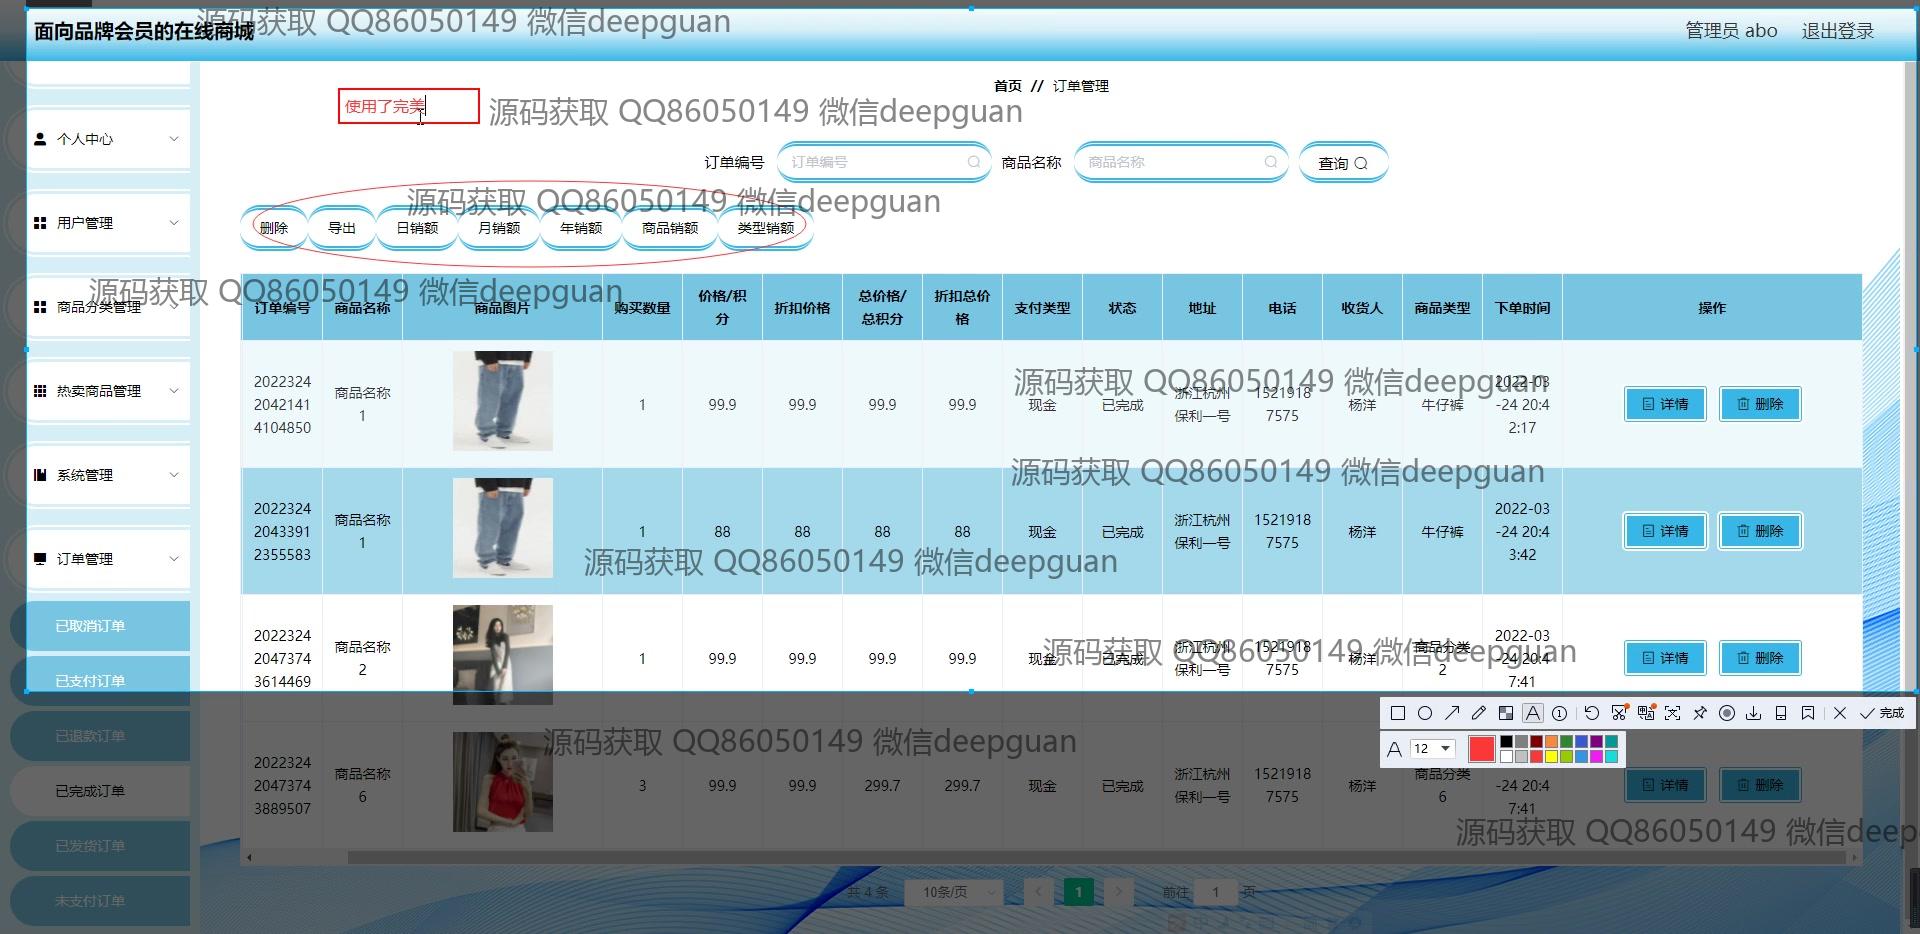 源码获取 QQ86050149 微信deepguan
面向品牌会员的在线商城
管理员 abo
退出登录
首页 // 订单管理
使用了完美
源码获取 QQ86050149 微信deepguan
个人中心
订单编号
订单编号
商品名称
商品名称
查询
源码获取 QQ86050149 微信deepguan
用户管理
删除
导出
日销额
月销额
年销额
商品销额
类型销额
源码获取 QQ86050149 微信deepguan
商品分类管理
订单编号
商品名称
商品图片
购买数量
价格/积
分
折扣价格
总价格/
总积分
折扣总价
格
支付类型
状态
地址
电话
收货人
商品类型
下单时间
操作
热卖商品管理
源码获取 QQ86050149 微信deepguan
2022324
2042141
4104850
商品名称
1
1
99.9
99.9
99.9
99.9
现金
已完成
浙江杭州
保利一号
1521918
7575
杨洋
牛仔裤
2022-03
-24 20:4
2:17
详情
删除
系统管理
源码获取 QQ86050149 微信deepguan
2022324
2043391
2355583
商品名称
1
1
88
88
88
88
现金
已完成
浙江杭州
保利一号
1521918
7575
杨洋
牛仔裤
2022-03
-24 20:4
3:42
详情
删除
订单管理
源码获取 QQ86050149 微信deepguan
已取消订单
2022324
2047374
3614469
商品名称
2
1
99.9
99.9
99.9
99.9
现金
已完成
浙江杭州
保利一号
1521918
7575
杨洋
商品分类
2
2022-03
-24 20:4
7:41
详情
删除
源码获取 QQ86050149 微信deepguan
已支付订单
完成
已退款订单
源码获取 QQ86050149 微信deepguan
12
2022324
2047374
3889507
商品名称
6
3
99.9
99.9
299.7
299.7
现金
已完成
浙江杭州
保利一号
1521918
7575
杨洋
商品分类
6
-24 20:4
7:41
详情
删除
已完成订单
源码获取 QQ86050149 微信deep
已发货订单
共 4 条
10条/页
1
前往
1
页
未支付订单